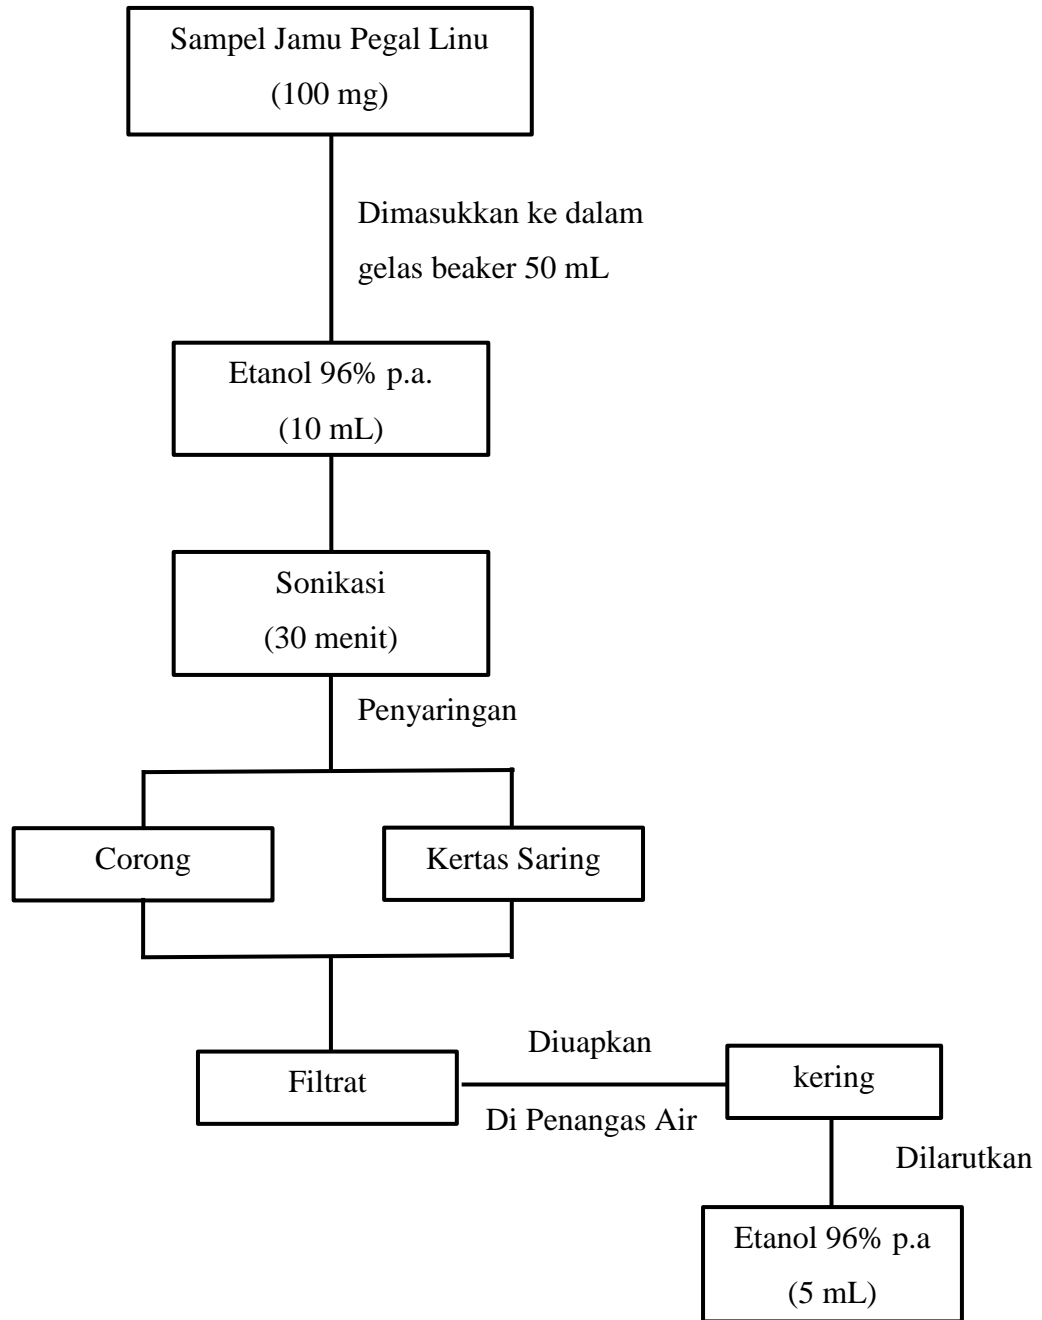 Sampel Jamu Pegal Linu
(100 mg)
Dimasukkan ke dalam
gelas beaker 50 mL
Etanol 96% p.a.
(10 mL)
Sonikasi
(30 menit)
Penyaringan
Corong
Kertas Saring
Filtrat
Diuapkan
Di Penangas Air
kering
Dilarutkan
Etanol 96% p.a
(5 mL)